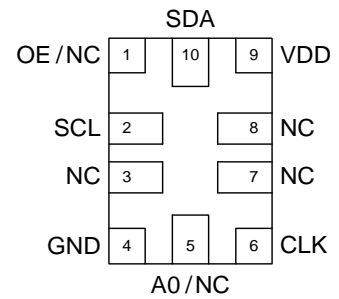 SDA
OE/NC 1 10 9 VDD
SCL 2 8 NC
NC 3 7 NC
GND 4 5 6 CLK
A0/NC